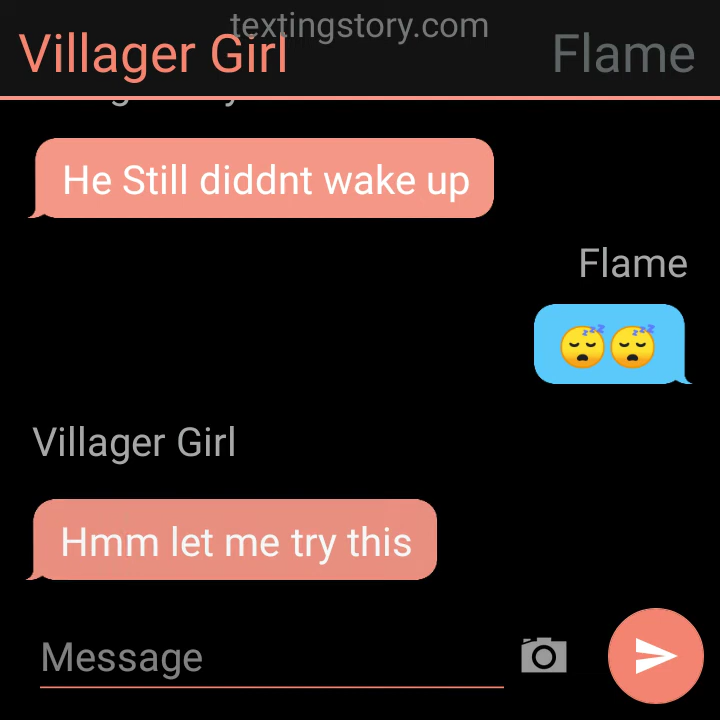 textingstory.com
Villager Girl
Flame
He Still diddnt wake up
Flame
Villager Girl
Hmm let me try this
Message